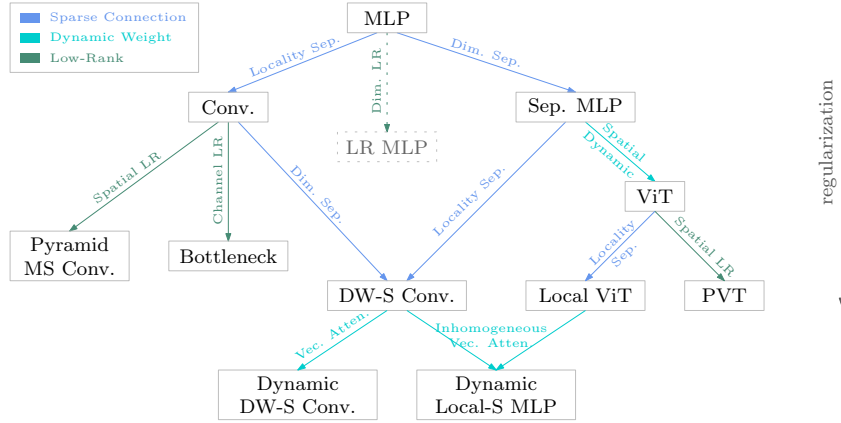 MLP
Sparse Connection
Dynamic Weight
Low-Rank
Locality Sep.
Dim. LR
Dim. Sep.
Conv.
Sep. MLP
LR MLP
Spatial LR
Channel LR
Dim. Sep.
Locality Sep.
Spatial
Dynamic
ViT
regularization
Pyramid
MS Conv.
Bottleneck
Locality
Sep.
Spatial LR
DW-S Conv.
Local ViT
PVT
Vec. Atten.
Inhomogeneous
Vec. Atten.
Dynamic
DW-S Conv.
Dynamic
Local-S MLP